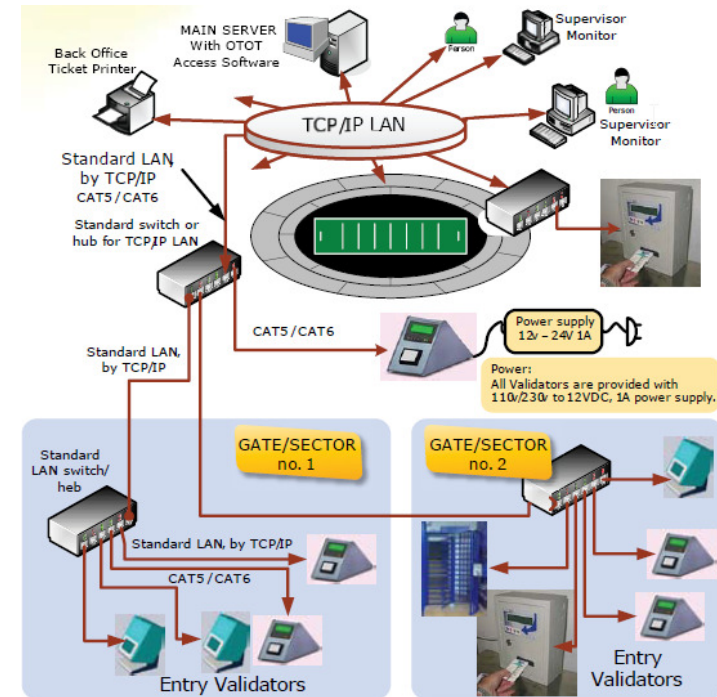 MAIN SERVER
With OTOT
Access Software
Person
Supervisor
Monitor
Back Office
Ticket Printer
TCP/IP LAN
Person
Supervisor
Monitor
Standard LAN
by TCP/IP
CAT5/CAT6
Standard switch or
hub for TCP/IP LAN
CAT5/CAT6
Power supply
12v – 24V 1A
Standard LAN,
by TCP/IP
Power:
All Validators are provided with
110v/230v to 12VDC, 1A power supply.
GATE/SECTOR
no. 1
GATE/SECTOR
no. 2
Standard
LAN switch/
heb
Standard LAN, by TCP/IP
CAT5/CAT6
Entry Validators
Entry
Validators